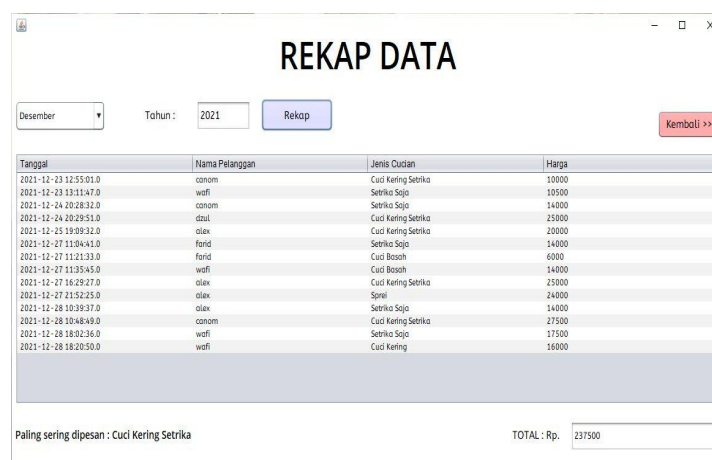 REKAP DATA
Desember Tahun : 2021 Rekap
Kembali >>
Tanggal Nama Pelanggan Jenis Cucian Harga
2021-12-23 12:55:01.0 canom Cuci Kering Setrika 10000
2021-12-23 13:11:47.0 wafi Setrika Saja 10500
2021-12-24 20:28:32.0 canom Setrika Saja 14000
2021-12-24 20:29:51.0 dzul Cuci Kering Setrika 25000
2021-12-25 19:09:32.0 alex Cuci Kering Setrika 20000
2021-12-27 11:04:41.0 farid Setrika Saja 14000
2021-12-27 11:21:33.0 farid Cuci Basah 6000
2021-12-27 11:35:45.0 wafi Cuci Basah 14000
2021-12-27 16:29:27.0 alex Cuci Kering Setrika 25000
2021-12-27 21:52:25.0 alex Sprei 24000
2021-12-28 10:39:37.0 alex Setrika Saja 14000
2021-12-28 10:48:49.0 canom Cuci Kering Setrika 27500
2021-12-28 18:02:36.0 wafi Setrika Saja 17500
2021-12-28 18:20:50.0 wafi Cuci Kering 16000
Paling sering dipesan : Cuci Kering Setrika TOTAL : Rp. 237500